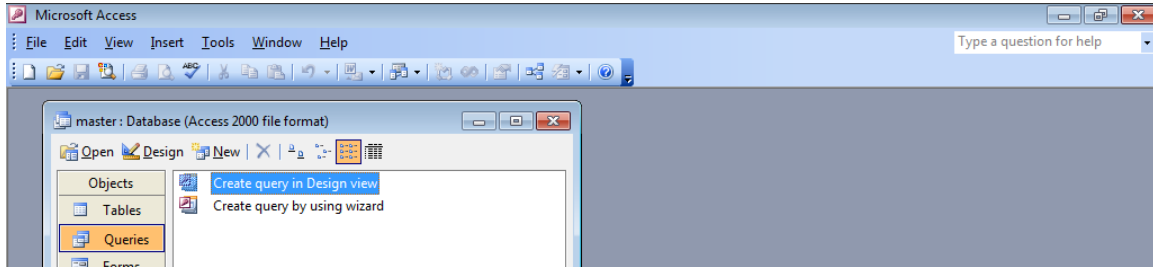 Microsoft Access
File Edit View Insert Tools Window Help Type a question for help
ABC
master : Database (Access 2000 file format)
Open Design New
Objects
Create query in Design view
Tables
Create query by using wizard
Queries
Forms